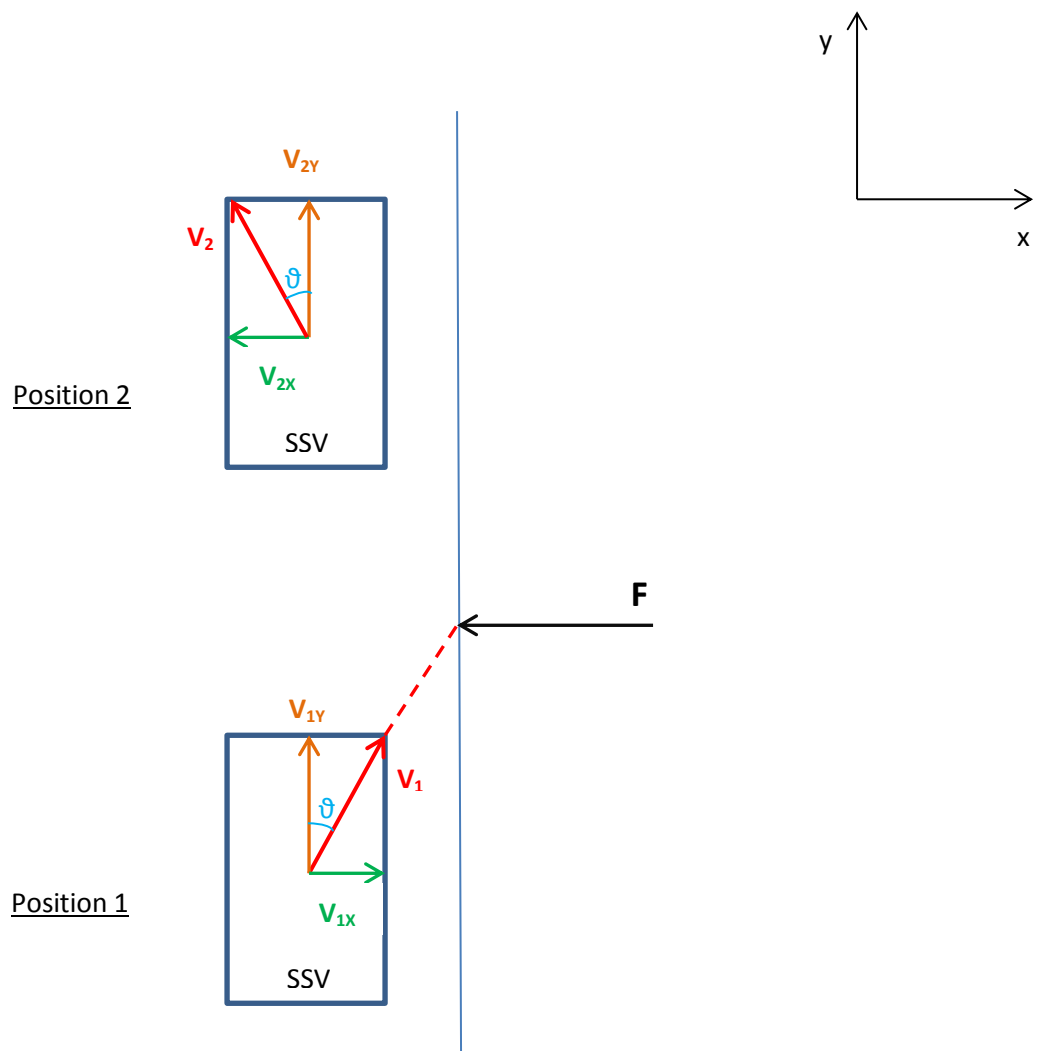 y
x
V2Y
V2
ϑ
V2X
Position 2
SSV
F
V1Y
V1
ϑ
Position 1
V1X
SSV